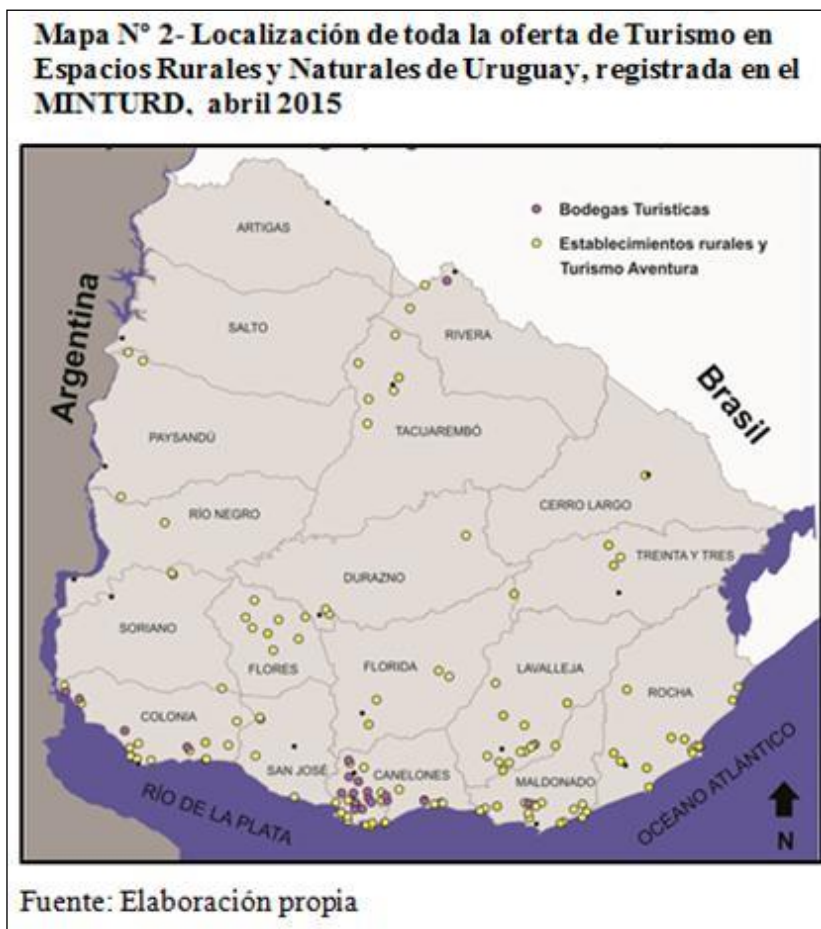 Mapa N° 2- Localización de toda la oferta de Turismo en
Espacios Rurales y Naturales de Uruguay, registrada en el
MINTURD, abril 2015
Bodegas Turisticas
Establecimientos rurales y
Turismo Aventura
Argentina
Brasil
ARTIGAS
SALTO
RIVERA
PAYSANDÚ
TACUAREMBÓ
CERRO LARGO
RÍO NEGRO
DURAZNO
TREINTA Y TRES
SORIANO
FLORES
FLORIDA
LAVALLEJA
ROCHA
COLONIA
SAN JOSÉ
CANELONES
MALDONADO
RÍO DE LA PLATA
OCÉANO ATLÁNTICO
N
Fuente: Elaboración propia